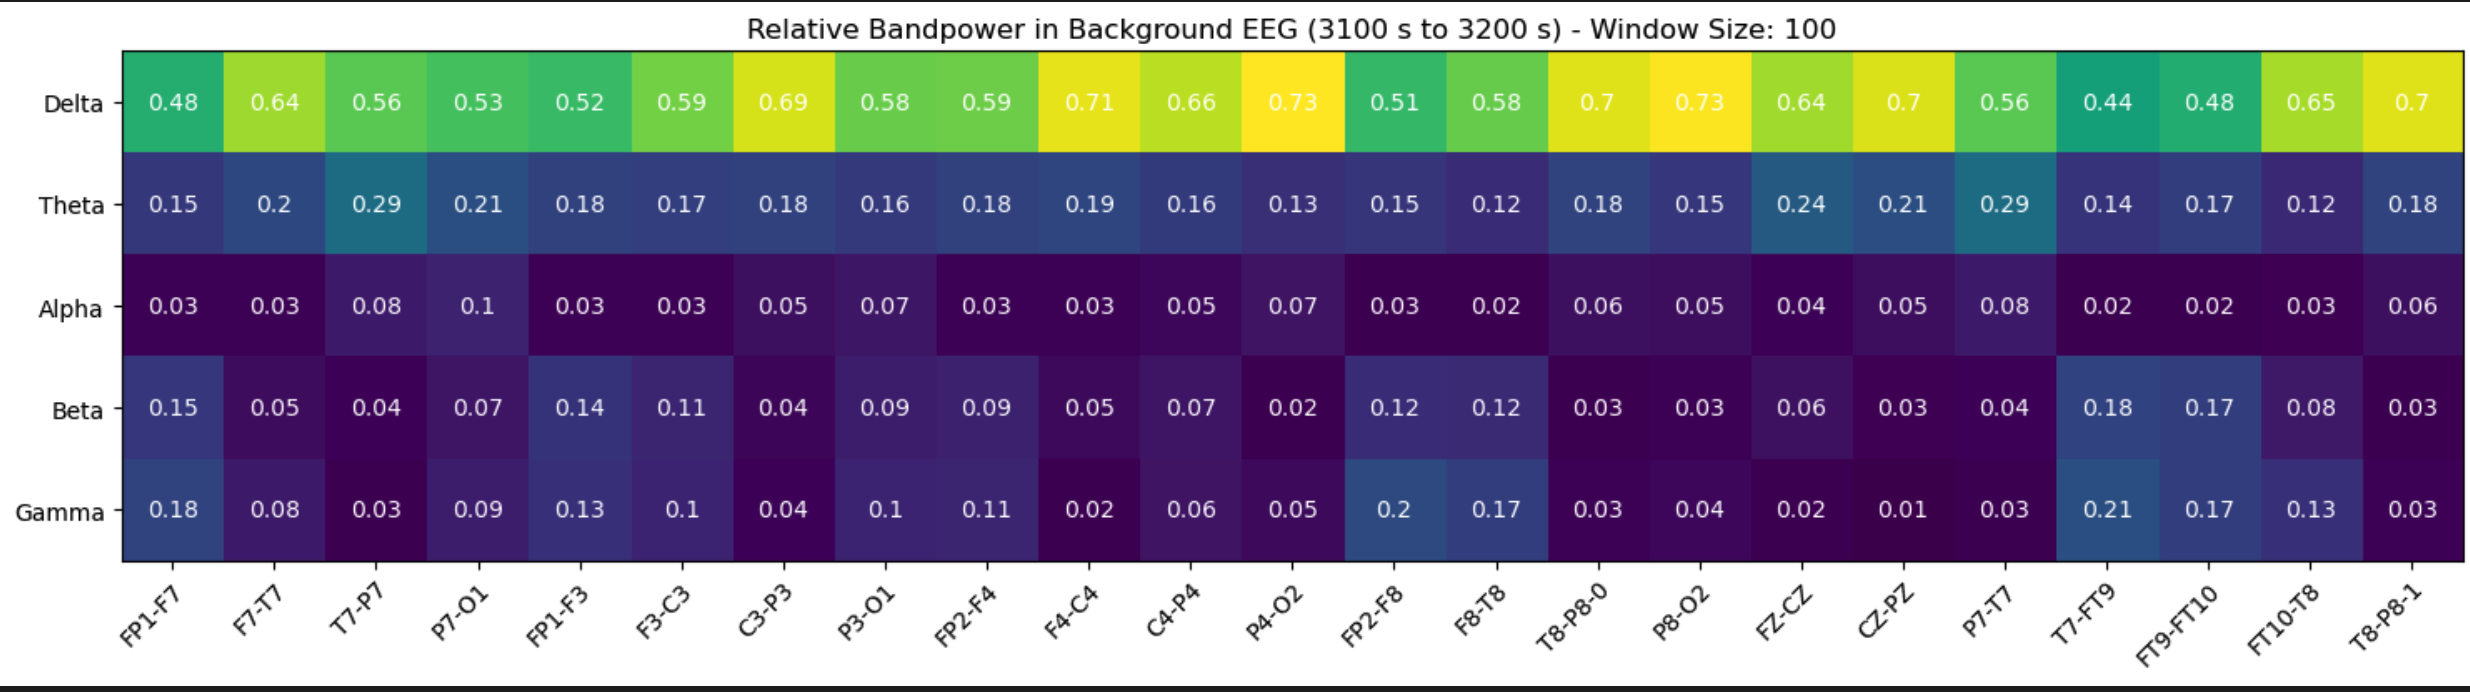 Relative Bandpower in Background EEG (3100 s to 3200 s) - Window Size: 100
Delta 0.48 0.64 0.56 0.53 0.52 0.59 0.69 0.58 0.59 0.71 0.66 0.73 0.51 0.58 0.7 0.73 0.64 0.7 0.56 0.44 0.48 0.65 0.7
Theta 0.15 0.2 0.29 0.21 0.18 0.17 0.18 0.16 0.18 0.19 0.16 0.13 0.15 0.12 0.18 0.15 0.24 0.21 0.29 0.14 0.17 0.12 0.18
Alpha 0.03 0.03 0.08 0.1 0.03 0.03 0.05 0.07 0.03 0.03 0.05 0.07 0.03 0.02 0.06 0.05 0.04 0.05 0.08 0.02 0.02 0.03 0.06
Beta 0.15 0.05 0.04 0.07 0.14 0.11 0.04 0.09 0.09 0.05 0.07 0.02 0.12 0.12 0.03 0.03 0.06 0.03 0.04 0.18 0.17 0.08 0.03
Gamma 0.18 0.08 0.03 0.09 0.13 0.1 0.04 0.1 0.11 0.02 0.06 0.05 0.2 0.17 0.03 0.04 0.02 0.01 0.03 0.21 0.17 0.13 0.03
FP1-F7 F7-T7 T7-P7 P7-O1 FP1-F3 F3-C3 C3-P3 P3-O1 FP2-F4 F4-C4 C4-P4 P4-O2 FP2-F8 F8-T8 T8-P8-0 P8-O2 FZ-CZ CZ-PZ P7-T7 T7-FT9 FT9-FT10 FT10-T8 T8-P8-1